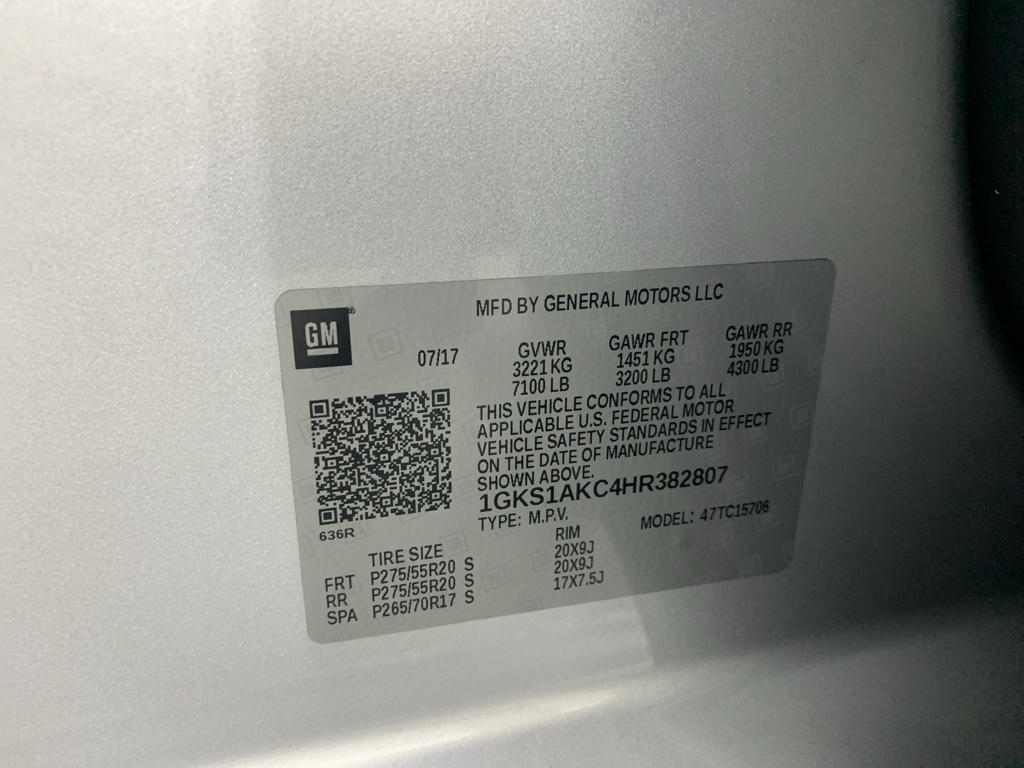 MFD BY GENERAL MOTORS LLC
GM®
07/17
GVWR GAWR FRT GAWR RR
3221 KG 1451 KG 1950 KG
7100 LB 3200 LB 4300 LB
THIS VEHICLE CONFORMS TO ALL
APPLICABLE U.S. FEDERAL MOTOR
VEHICLE SAFETY STANDARDS IN EFFECT
ON THE DATE OF MANUFACTURE
SHOWN ABOVE.
1GKS1AKC4HR382807
TYPE: M.P.V. MODEL: 47TC15706
636R
TIRE SIZE RIM
FRT P275/55R20 S 20X9J
RR P275/55R20 S 20X9J
SPA P265/70R17 S 17X7.5J